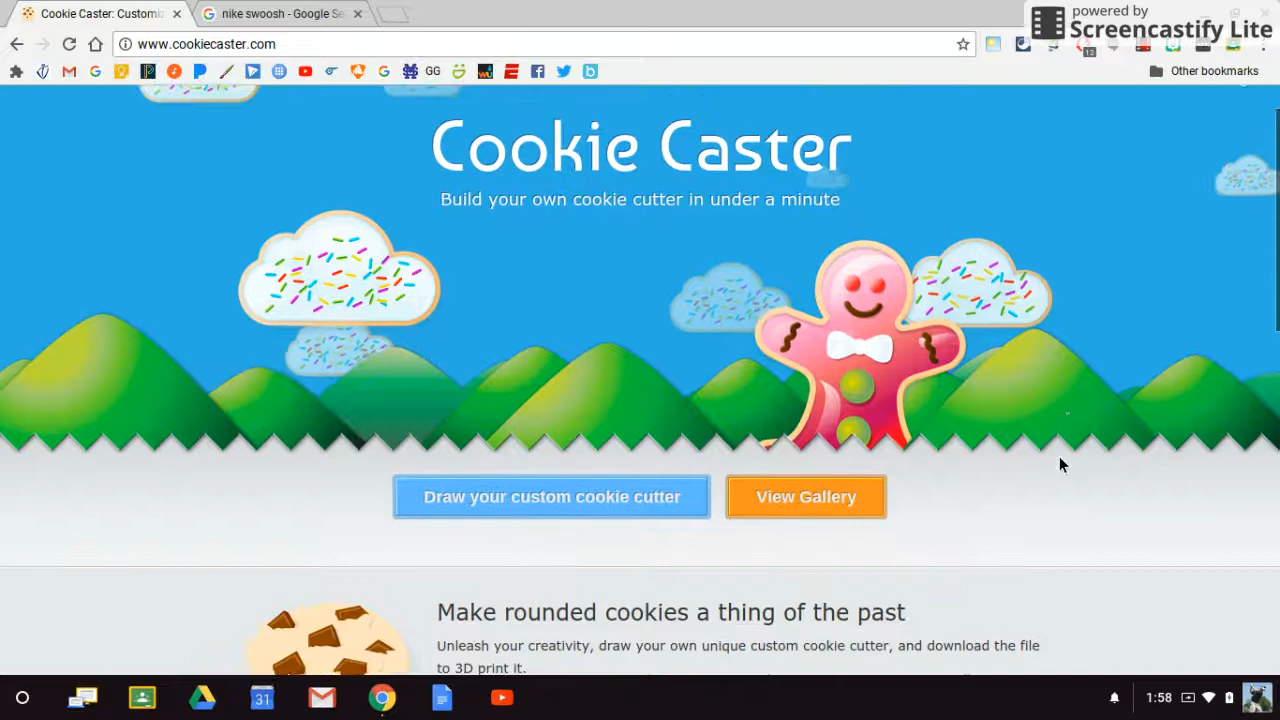 Cookie Caster: Customiz
nike swoosh - Google Se
powered by
Screencastify Lite
www.cookiecaster.com
12
GG
Other bookmarks
Cookie Caster
Build your own cookie cutter in under a minute
Draw your custom cookie cutter
View Gallery
Make rounded cookies a thing of the past
Unleash your creativity, draw your own unique custom cookie cutter, and download the file
to 3D print it.
31
1:58